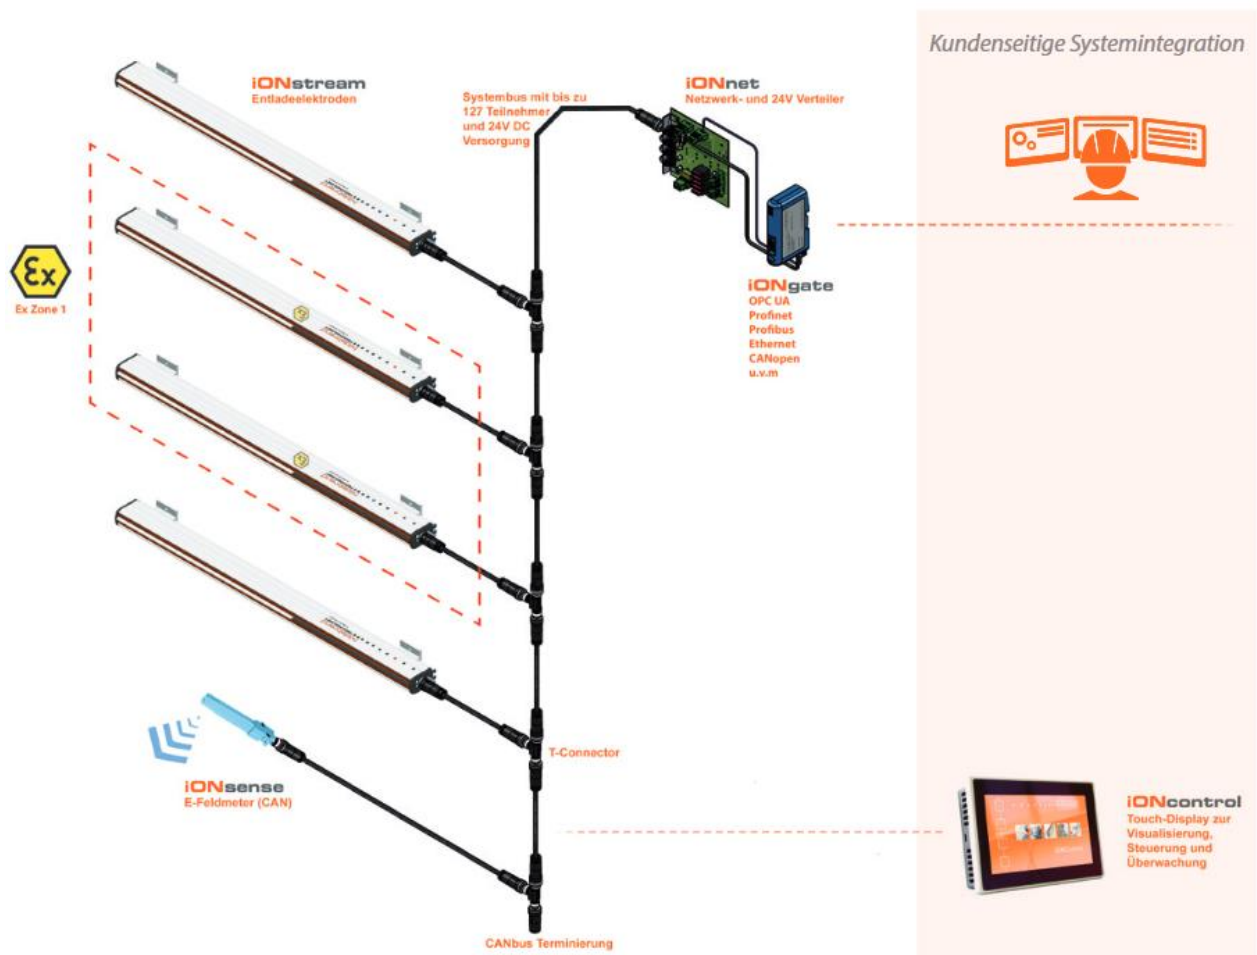 Kundenseitige Systemintegration
iONstream
Entladeelektroden
Systembus mit bis zu
127 Teilnehmer
und 24V DC
Versorgung
iONnet
Netzwerk- und 24V Verteiler
Ex
Ex Zone 1
iONgate
OPC UA
Profinet
Profibus
Ethernet
CANopen
u.v.m
T-Connector
iONsense
E-Feldmeter (CAN)
iONcontrol
Touch-Display zur
Visualisierung,
Steuerung und
Überwachung
CANbus Terminierung